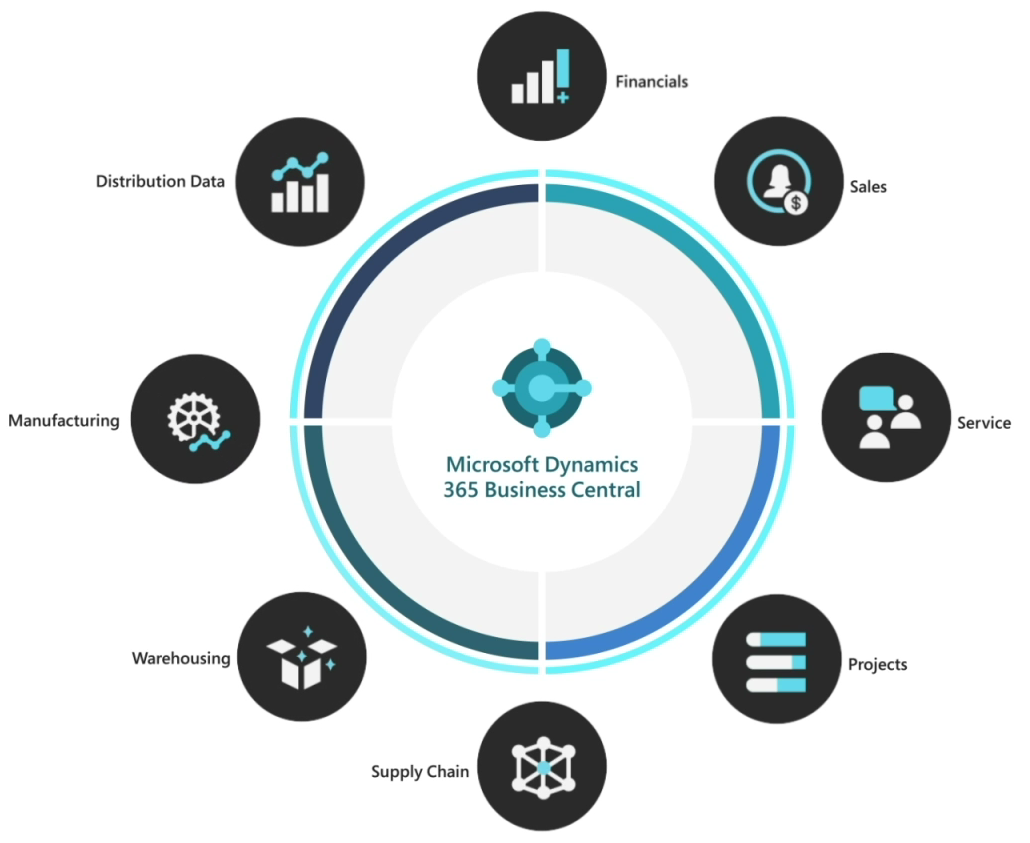 Financials
Distribution Data
Sales
Manufacturing
Microsoft Dynamics
365 Business Central
Service
Warehousing
Projects
Supply Chain
$